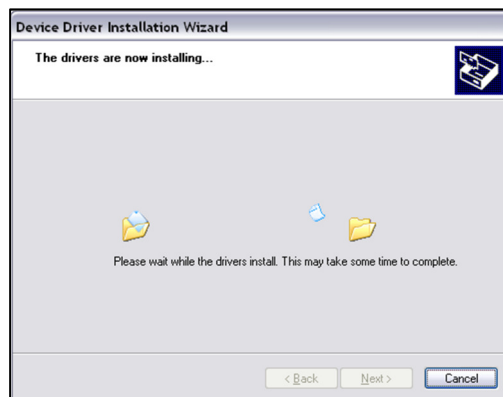 Device Driver Installation Wizard
The drivers are now installing...
Please wait while the drivers install. This may take some time to complete.
< Back
Next >
Cancel